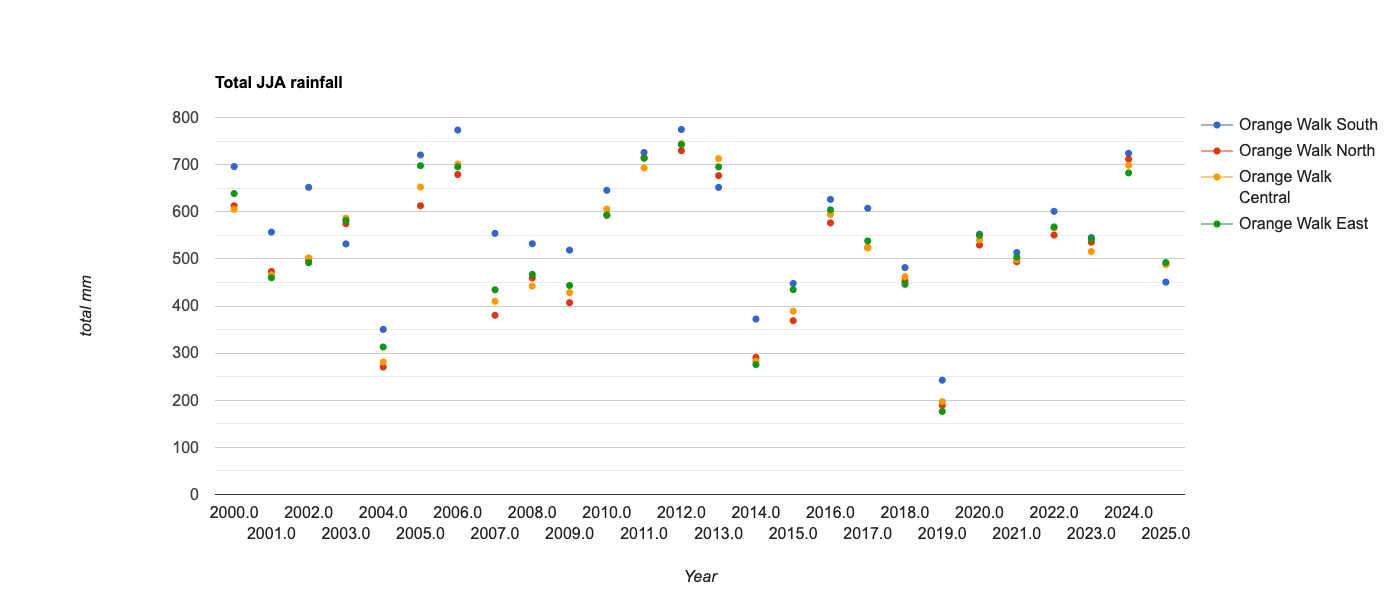 Total JJA rainfall
800
700
600
500
400
300
200
100
0
total mm
2000.0 2002.0 2004.0 2006.0 2008.0 2010.0 2012.0 2014.0 2016.0 2018.0 2020.0 2022.0 2024.0
2001.0 2003.0 2005.0 2007.0 2009.0 2011.0 2013.0 2015.0 2017.0 2019.0 2021.0 2023.0 2025.0
Year
Orange Walk South
Orange Walk North
Orange Walk
Central
Orange Walk East